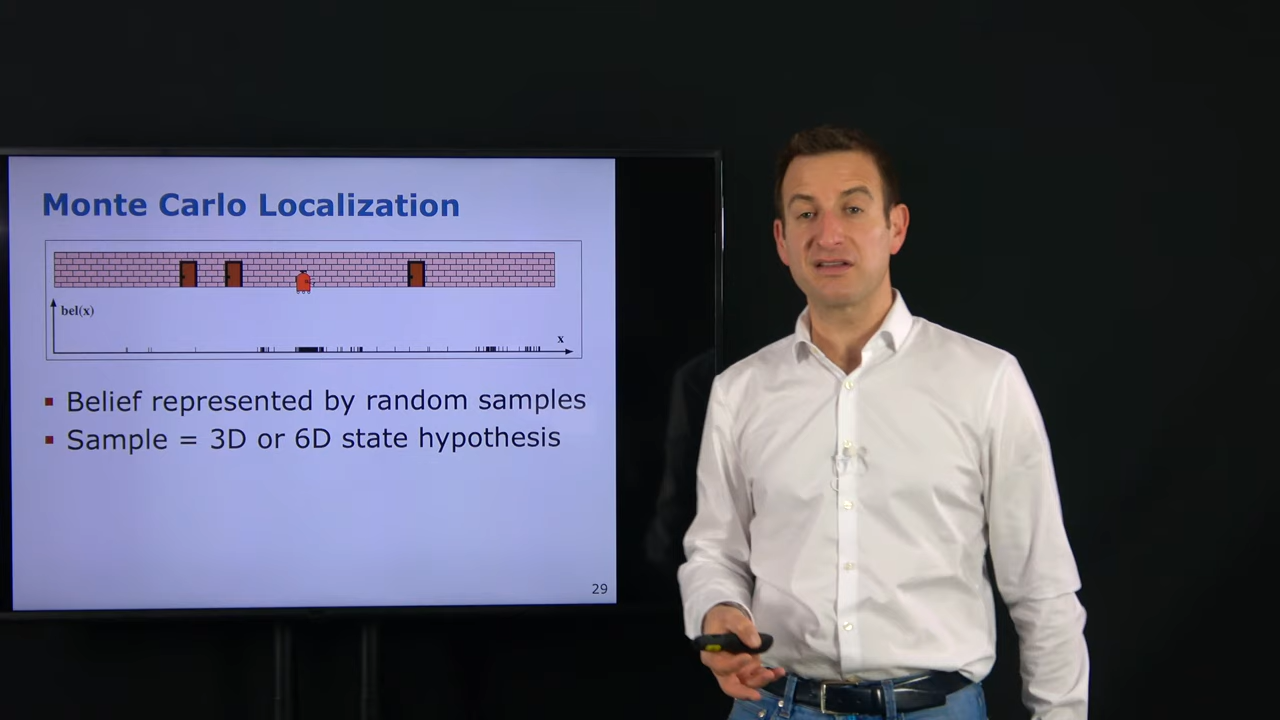 Monte Carlo Localization
bel(x)
x
▪ Belief represented by random samples
▪ Sample = 3D or 6D state hypothesis
29